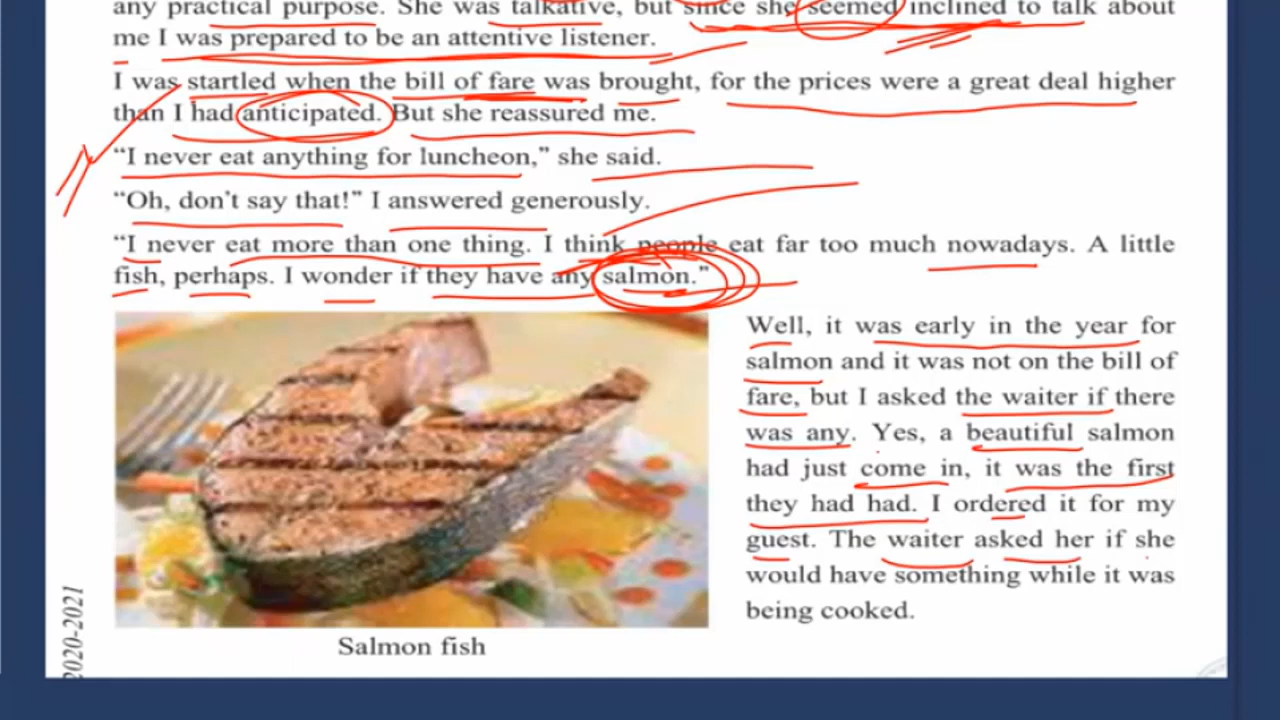 any practical purpose. She was talkative, but since she seemed inclined to talk about
me I was prepared to be an attentive listener.
I was startled when the bill of fare was brought, for the prices were a great deal higher
than I had anticipated. But she reassured me.
“I never eat anything for luncheon,” she said.
“Oh, don’t say that!” I answered generously.
“I never eat more than one thing. I think people eat far too much nowadays. A little
fish, perhaps. I wonder if they have any salmon.”
Well, it was early in the year for
salmon and it was not on the bill of
fare, but I asked the waiter if there
was any. Yes, a beautiful salmon
had just come in, it was the first
they had had. I ordered it for my
guest. The waiter asked her if she
would have something while it was
being cooked.
Salmon fish
2020-2021